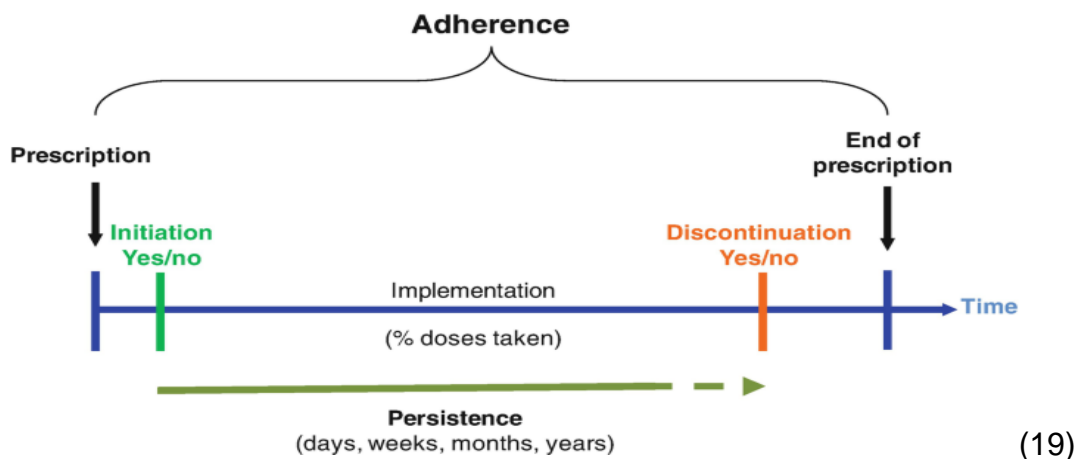 Adherence
Prescription
End of
prescription
Initiation
Yes/no
Discontinuation
Yes/no
Implementation
(% doses taken)
Time
Persistence
(days, weeks, months, years)
(19)